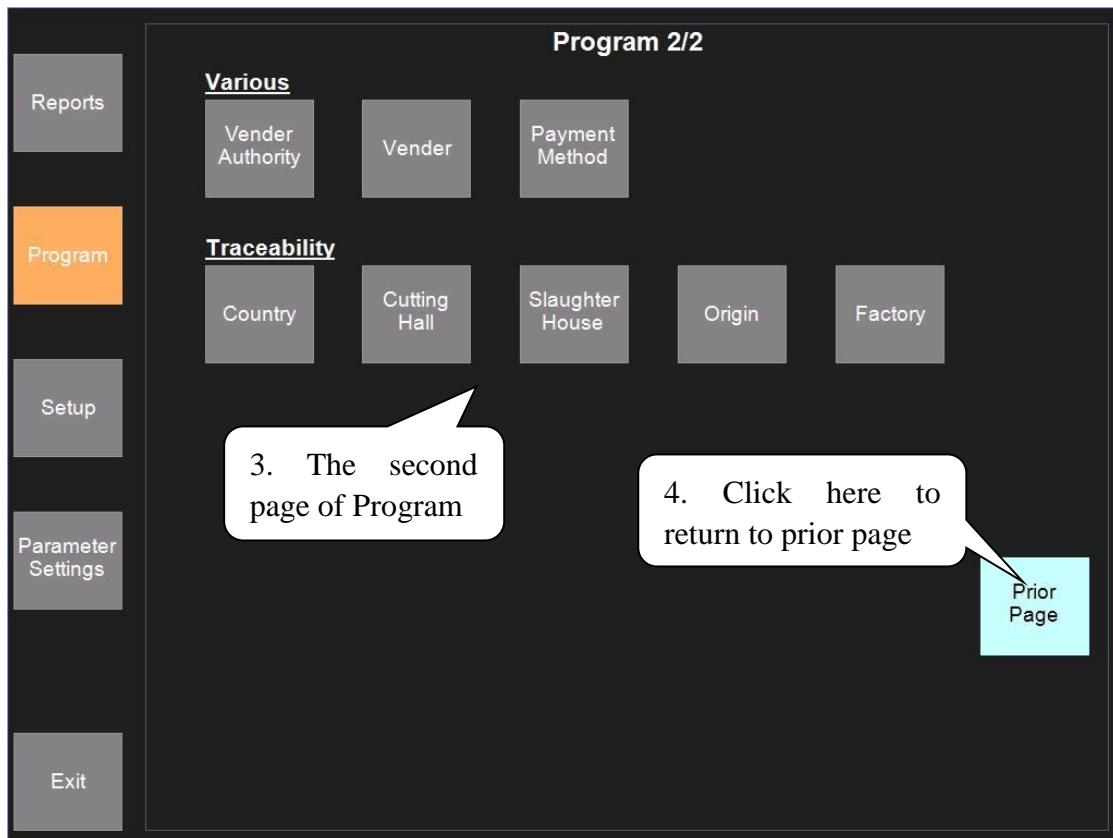 Program 2/2
Reports
Program
Setup
Parameter
Settings
Exit
Various
Vender
Authority
Vender
Payment
Method
Traceability
Country
Cutting
Hall
Slaughter
House
Origin
Factory
3. The second
page of Program
4. Click here to
return to prior page
Prior
Page